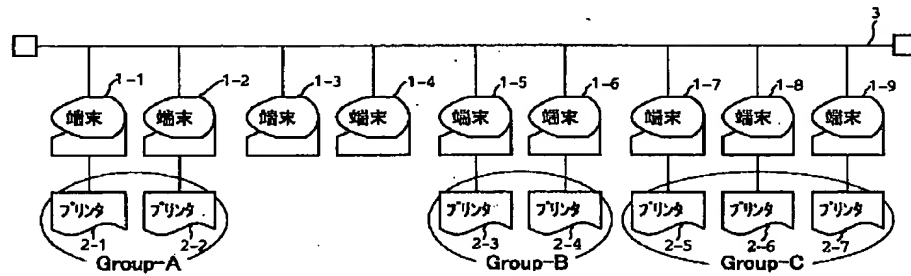 3
1-1 1-2 1-3 1-4 1-5 1-6 1-7 1-8 1-9
端末 端末 端末 端末 端末 端末 端末 端末 端末
プリンタ プリンタ プリンタ プリンタ プリンタ プリンタ プリンタ
2-1 2-2 2-3 2-4 2-5 2-6 2-7
Group-A Group-B Group-C